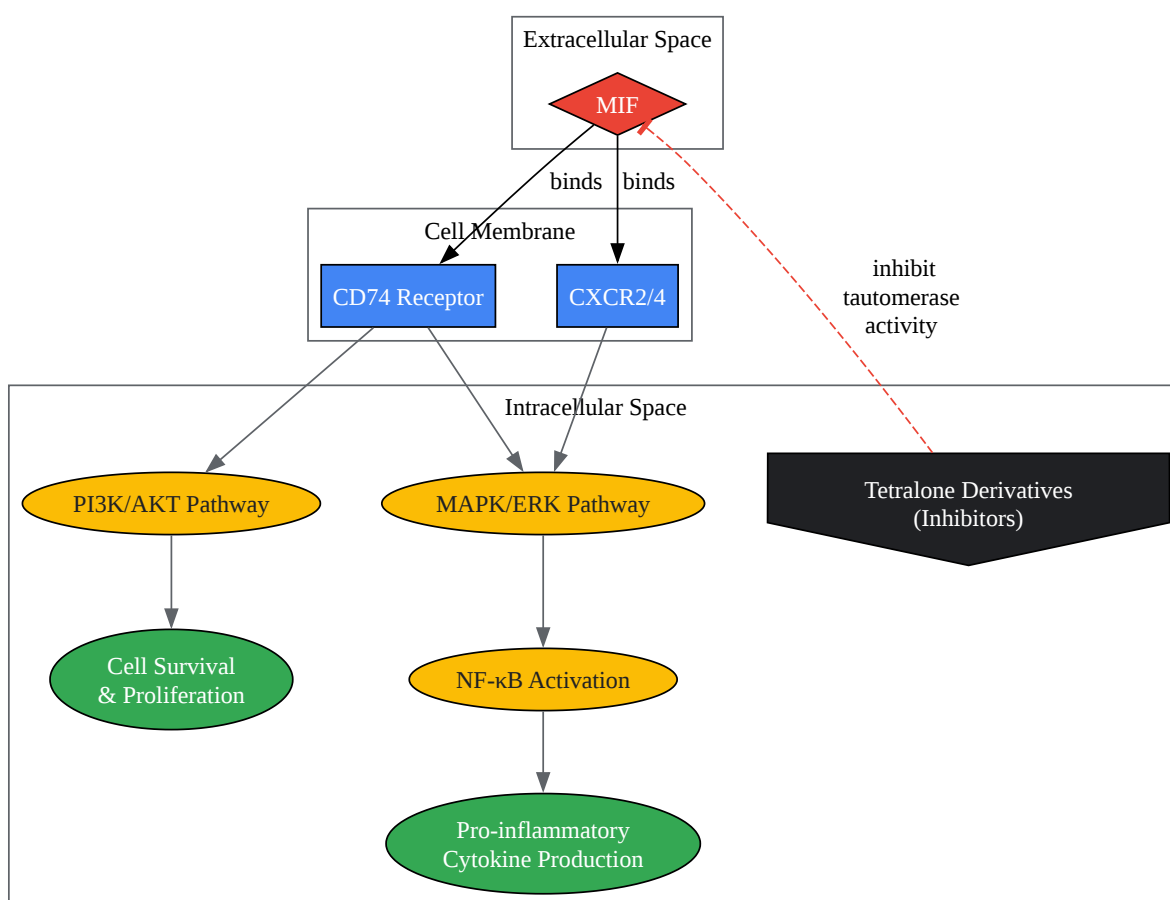 Extracellular Space
MIF
binds
binds
Cell Membrane
CD74 Receptor
CXCR2/4
inhibit
tautomerase
activity
Intracellular Space
PI3K/AKT Pathway
MAPK/ERK Pathway
Tetralone Derivatives
(Inhibitors)
Cell Survival
& Proliferation
NF-κB Activation
Pro-inflammatory
Cytokine Production